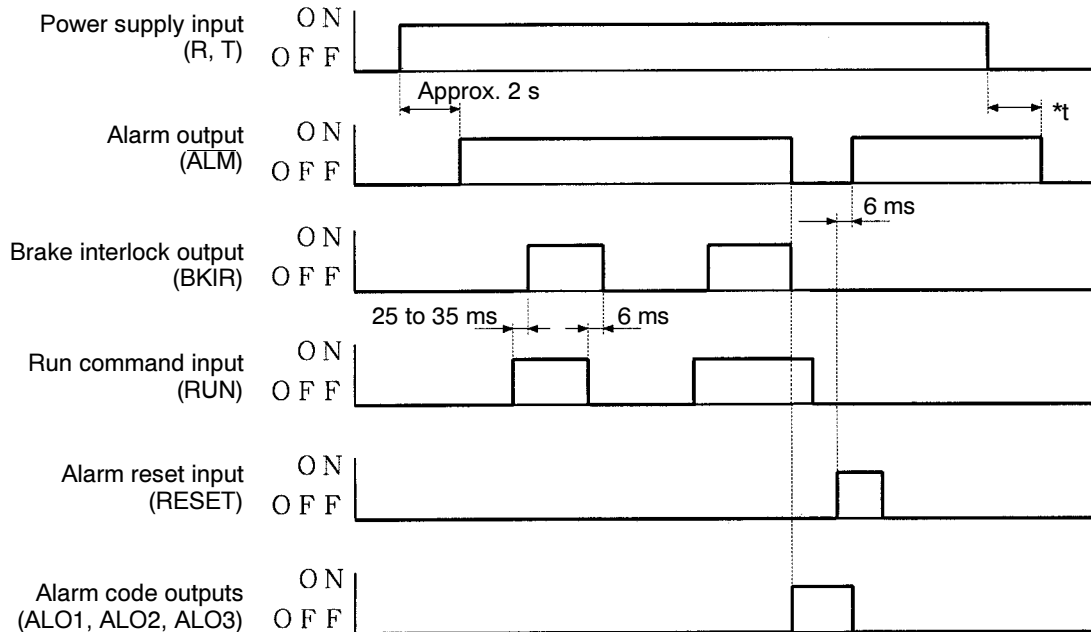 Power supply input
(R, T)
ON
OFF
Approx. 2 s
*t
Alarm output
(ALM)
ON
OFF
6 ms
Brake interlock output
(BKIR)
ON
OFF
25 to 35 ms
6 ms
Run command input
(RUN)
ON
OFF
Alarm reset input
(RESET)
ON
OFF
Alarm code outputs
(ALO1, ALO2, ALO3)
ON
OFF